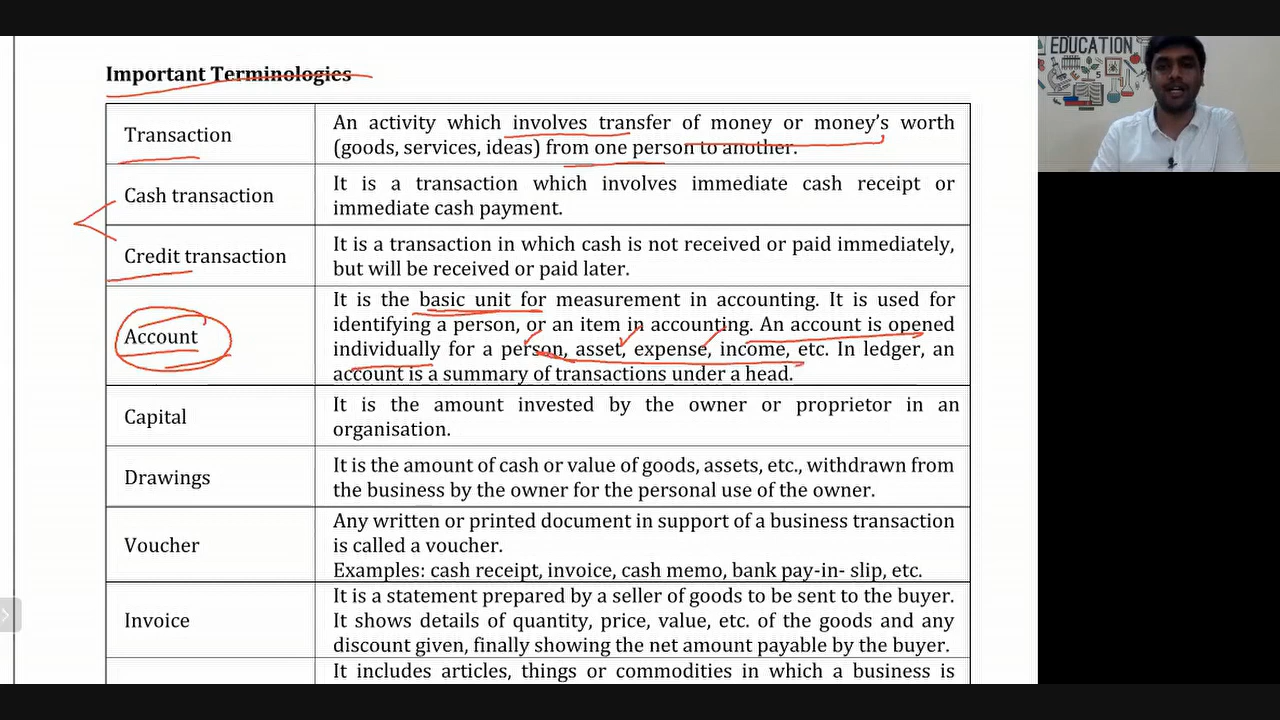 EDUCATION
Important Terminologies
Transaction
An activity which involves transfer of money or money's worth
(goods, services, ideas) from one person to another.
Cash transaction
It is a transaction which involves immediate cash receipt or
immediate cash payment.
Credit transaction
It is a transaction in which cash is not received or paid immediately,
but will be received or paid later.
Account
It is the basic unit for measurement in accounting. It is used for
identifying a person, or an item in accounting. An account is opened
individually for a person, asset, expense, income, etc. In ledger, an
account is a summary of transactions under a head.
Capital
It is the amount invested by the owner or proprietor in an
organisation.
Drawings
It is the amount of cash or value of goods, assets, etc., withdrawn from
the business by the owner for the personal use of the owner.
Voucher
Any written or printed document in support of a business transaction
is called a voucher.
Examples: cash receipt, invoice, cash memo, bank pay-in- slip, etc.
Invoice
It is a statement prepared by a seller of goods to be sent to the buyer.
It shows details of quantity, price, value, etc. of the goods and any
discount given, finally showing the net amount payable by the buyer.
It includes articles, things or commodities in which a business is